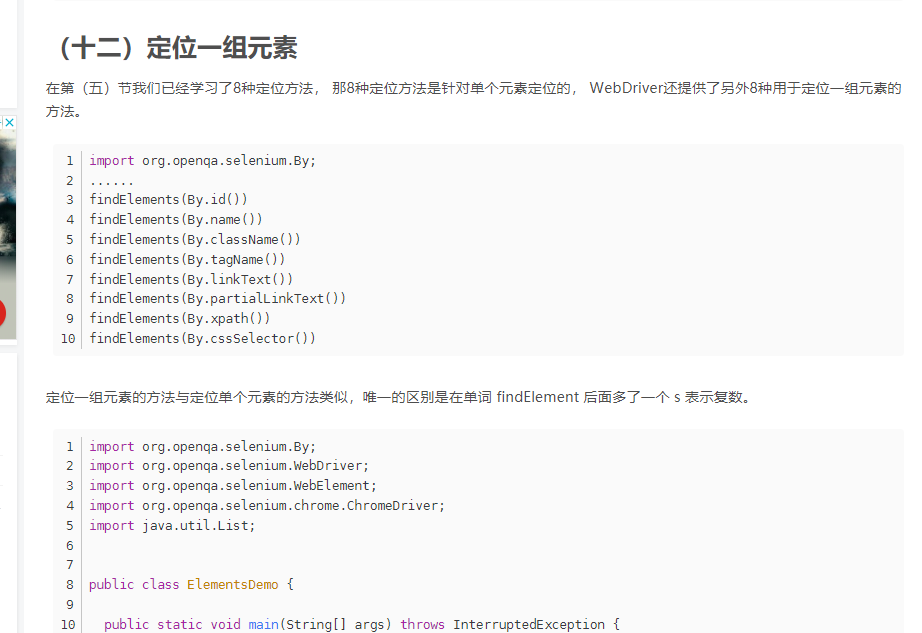 （十二）定位一组元素
在第（五）节我们已经学习了8种定位方法， 那8种定位方法是针对单个元素定位的， WebDriver还提供了另外8种用于定位一组元素的
方法。
1 import org.openqa.selenium.By;
2 ......
3 findElements(By.id())
4 findElements(By.name())
5 findElements(By.className())
6 findElements(By.tagName())
7 findElements(By.linkText())
8 findElements(By.partialLinkText())
9 findElements(By.xpath())
10 findElements(By.cssSelector())
定位一组元素的方法与定位单个元素的方法类似，唯一的区别是在单词 findElement 后面多了一个 s 表示复数。
1 import org.openqa.selenium.By;
2 import org.openqa.selenium.WebDriver;
3 import org.openqa.selenium.WebElement;
4 import org.openqa.selenium.chrome.ChromeDriver;
5 import java.util.List;
6
7
8 public class ElementsDemo {
9
10 public static void main(String[] args) throws InterruptedException {